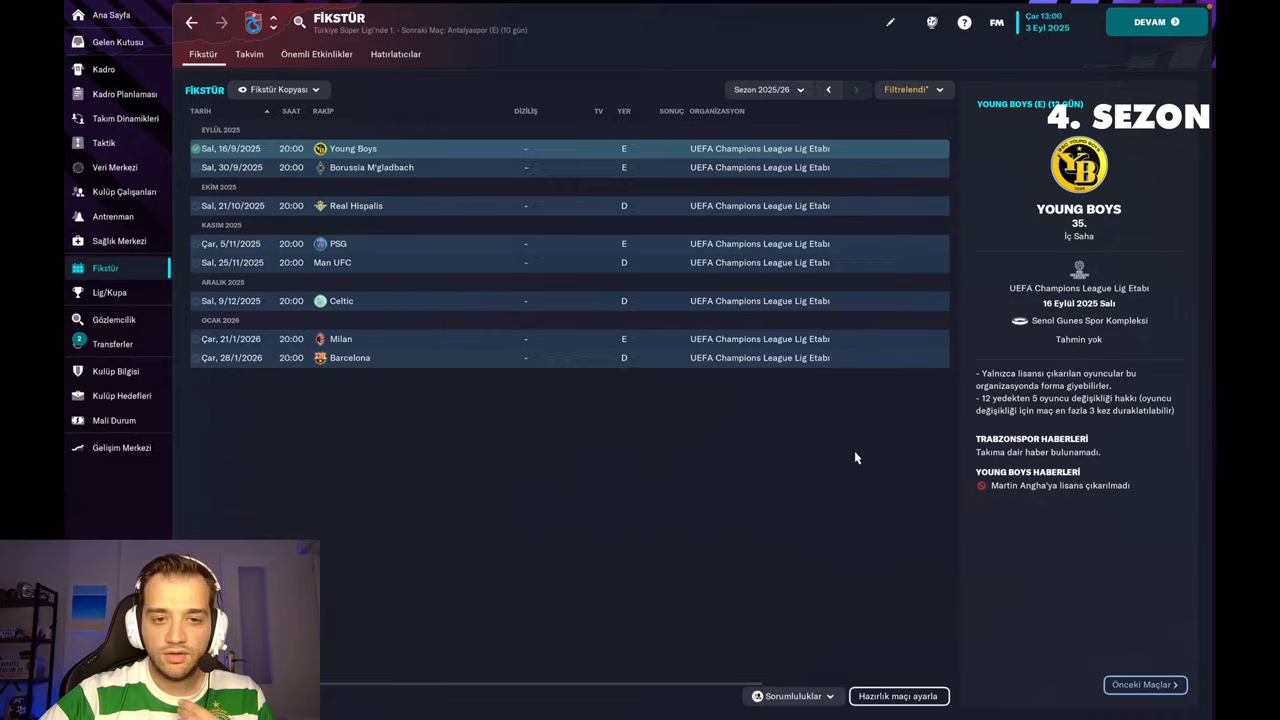 Ana Sayfa
Gelen Kutusu
Kadro
Kadro Planlaması
Takım Dinamikleri
Taktik
Veri Merkezi
Kulüp Çalışanları
Antrenman
Sağlık Merkezi
Fikstür
Lig/Kupa
Gözlemcilik
2
Transferler
Kulüp Bilgisi
Kulüp Hedefleri
Mali Durum
Gelişim Merkezi
FİKSTÜR
Türkiye Süper Ligi'nde 1. - Sonraki Maç: Antalyaspor (E) (10 gün)
FM
Çar 13:00
3 Eyl 2025
DEVAM
Fikstür Takvim Önemli Etkinlikler Hatırlatıcılar
FİKSTÜR Fikstür Kopyası Sezon 2025/26 Filtrelendi*
TARİH SAAT RAKİP DİZİLİŞ TV YER SONUÇ ORGANİZASYON
EYLÜL 2025
Sal, 16/9/2025 20:00 Young Boys - E UEFA Champions League Lig Etabı
Sal, 30/9/2025 20:00 Borussia M'gladbach - E UEFA Champions League Lig Etabı
EKİM 2025
Sal, 21/10/2025 20:00 Real Hispalis - D UEFA Champions League Lig Etabı
KASIM 2025
Çar, 5/11/2025 20:00 PSG - E UEFA Champions League Lig Etabı
Sal, 25/11/2025 20:00 Man UFC - D UEFA Champions League Lig Etabı
ARALIK 2025
Sal, 9/12/2025 20:00 Celtic - D UEFA Champions League Lig Etabı
OCAK 2026
Çar, 21/1/2026 20:00 Milan - E UEFA Champions League Lig Etabı
Çar, 28/1/2026 20:00 Barcelona - D UEFA Champions League Lig Etabı
YOUNG BOYS (E) (12 GÜN)
4. SEZON
YOUNG BOYS
35.
İç Saha
UEFA Champions League Lig Etabı
16 Eylül 2025 Salı
Senol Gunes Spor Kompleksi
Tahmin yok
- Yalnızca lisansı çıkarılan oyuncular bu
organizasyonda forma giyebilirler.
- 12 yedekten 5 oyuncu değişikliği hakkı (oyuncu
değişikliği için maç en fazla 3 kez duraklatılabilir)
TRABZONSPOR HABERLERİ
Takıma dair haber bulunamadı.
YOUNG BOYS HABERLERİ
Martin Angha'ya lisans çıkarılmadı
Önceki Maçlar
Sorumluluklar
Hazırlık maçı ayarla